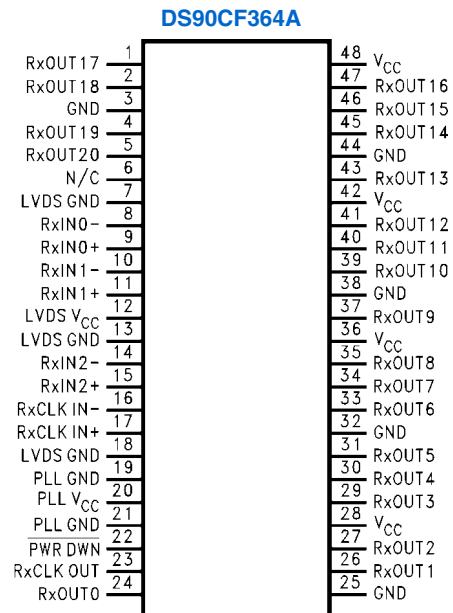 DS90CF364A
RxOUT17 1
RxOUT18 2
GND 3
RxOUT19 4
RxOUT20 5
N/C 6
LVDS GND 7
RxIN0- 8
RxIN0+ 9
RxIN1- 10
RxIN1+ 11
LVDS VCC 12
LVDS GND 13
RxIN2- 14
RxIN2+ 15
RxCLK IN- 16
RxCLK IN+ 17
LVDS GND 18
PLL GND 19
PLL VCC 20
PLL GND 21
PWR DWN 22
RxCLK OUT 23
RxOUT0 24
48 VCC
47 RxOUT16
46 RxOUT15
45 RxOUT14
44 GND
43 RxOUT13
42 VCC
41 RxOUT12
40 RxOUT11
39 RxOUT10
38 GND
37 RxOUT9
36 VCC
35 RxOUT8
34 RxOUT7
33 RxOUT6
32 GND
31 RxOUT5
30 RxOUT4
29 RxOUT3
28 VCC
27 RxOUT2
26 RxOUT1
25 GND